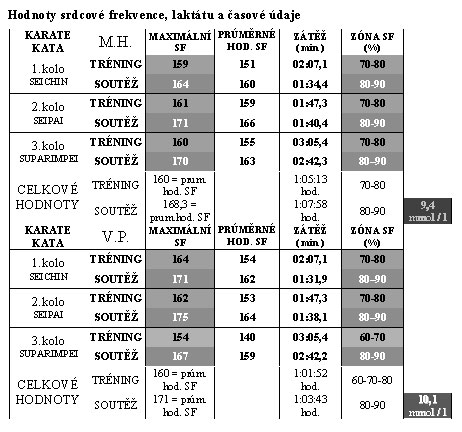 Hodnoty srdcové frekvence, laktátu a časové údaje
KARATE KATA M.H. MAXIMÁLNÍ SF PRŮMĚRNÉ HOD. SF ZÁTĚŽ (min.) ZÓNA SF (%)
1.kolo SEICHIN TRÉNING 159 151 02:07,1 70-80
SOUTĚŽ 164 160 01:34,4 80-90
2.kolo SEIPAI TRÉNING 161 159 01:47,3 70-80
SOUTĚŽ 171 166 01:40,4 80-90
3.kolo SUPARIMPEI TRÉNING 160 155 03:05,4 70-80
SOUTĚŽ 170 163 02:42,3 80–90
CELKOVÉ HODNOTY TRÉNING 160 = prum. hod. SF 1:05:13 hod. 70-80
SOUTĚŽ 168,3 = prum.hod. SF 1:07:58 hod. 80-90 9,4 mmol / l
KARATE KATA V.P. MAXIMÁLNÍ SF PRŮMĚRNÉ HOD. SF ZÁTĚŽ (min.) ZÓNA SF (%)
1.kolo SEICHIN TRÉNING 164 154 02:07,1 70-80
SOUTĚŽ 171 162 01:31,9 80–90
2.kolo SEIPAI TRÉNING 162 153 01:47,3 70-80
SOUTĚŽ 175 164 01:38,1 80–90
3.kolo SUPARIMPEI TRÉNING 154 140 03:05,4 60-70
SOUTĚŽ 167 159 02:42,2 80-90
CELKOVÉ HODNOTY TRÉNING 160 = prúm. hod. SF 1:01:52 hod. 60-70-80
SOUTĚŽ 171 = prúm. hod. SF 1:03:43 hod. 80-90 10,1 mmol / l